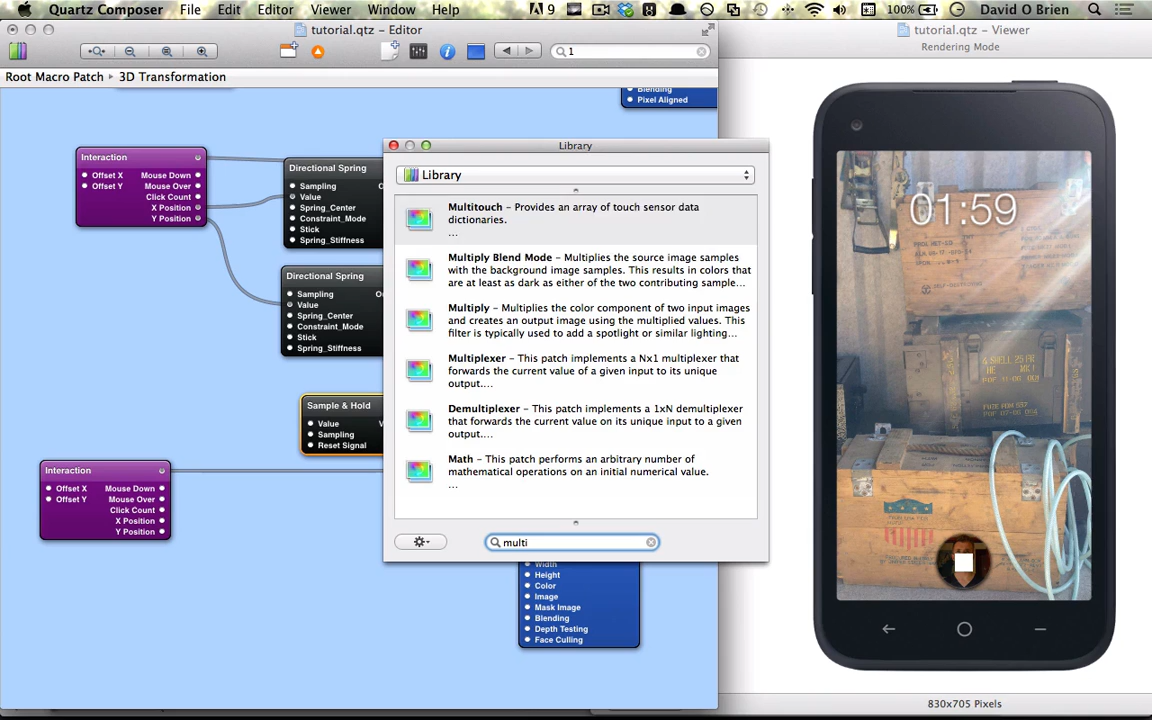 Quartz Composer File Edit Editor Viewer Window Help
9
100%
David O Brien
tutorial.qtz - Editor
1
Root Macro Patch
3D Transformation
Blending
Pixel Aligned
Interaction
Offset X Mouse Down
Offset Y Mouse Over
Click Count
X Position
Y Position
Directional Spring
Sampling
Value
Spring_Center
Constraint_Mode
Stick
Spring_Stiffness
Directional Spring
Sampling
Value
Spring_Center
Constraint_Mode
Stick
Spring_Stiffness
Sample & Hold
Value
Sampling
Reset Signal
Interaction
Offset X Mouse Down
Offset Y Mouse Over
Click Count
X Position
Y Position
Library
Library
Multitouch – Provides an array of touch sensor data
dictionaries.
...
Multiply Blend Mode – Multiplies the source image samples
with the background image samples. This results in colors that
are at least as dark as either of the two contributing sample...
Multiply – Multiplies the color component of two input images
and creates an output image using the multiplied values. This
filter is typically used to add a spotlight or similar lighting...
Multiplexer – This patch implements a Nx1 multiplexer that
forwards the current value of a given input to its unique
output....
Demultiplexer – This patch implements a 1xN demultiplexer
that forwards the current value on its unique input to a given
output....
Math – This patch performs an arbitrary number of
mathematical operations on an initial numerical value.
...
multi
Width
Height
Color
Image
Mask Image
Blending
Depth Testing
Face Culling
tutorial.qtz - Viewer
Rendering Mode
01:59
830x705 Pixels